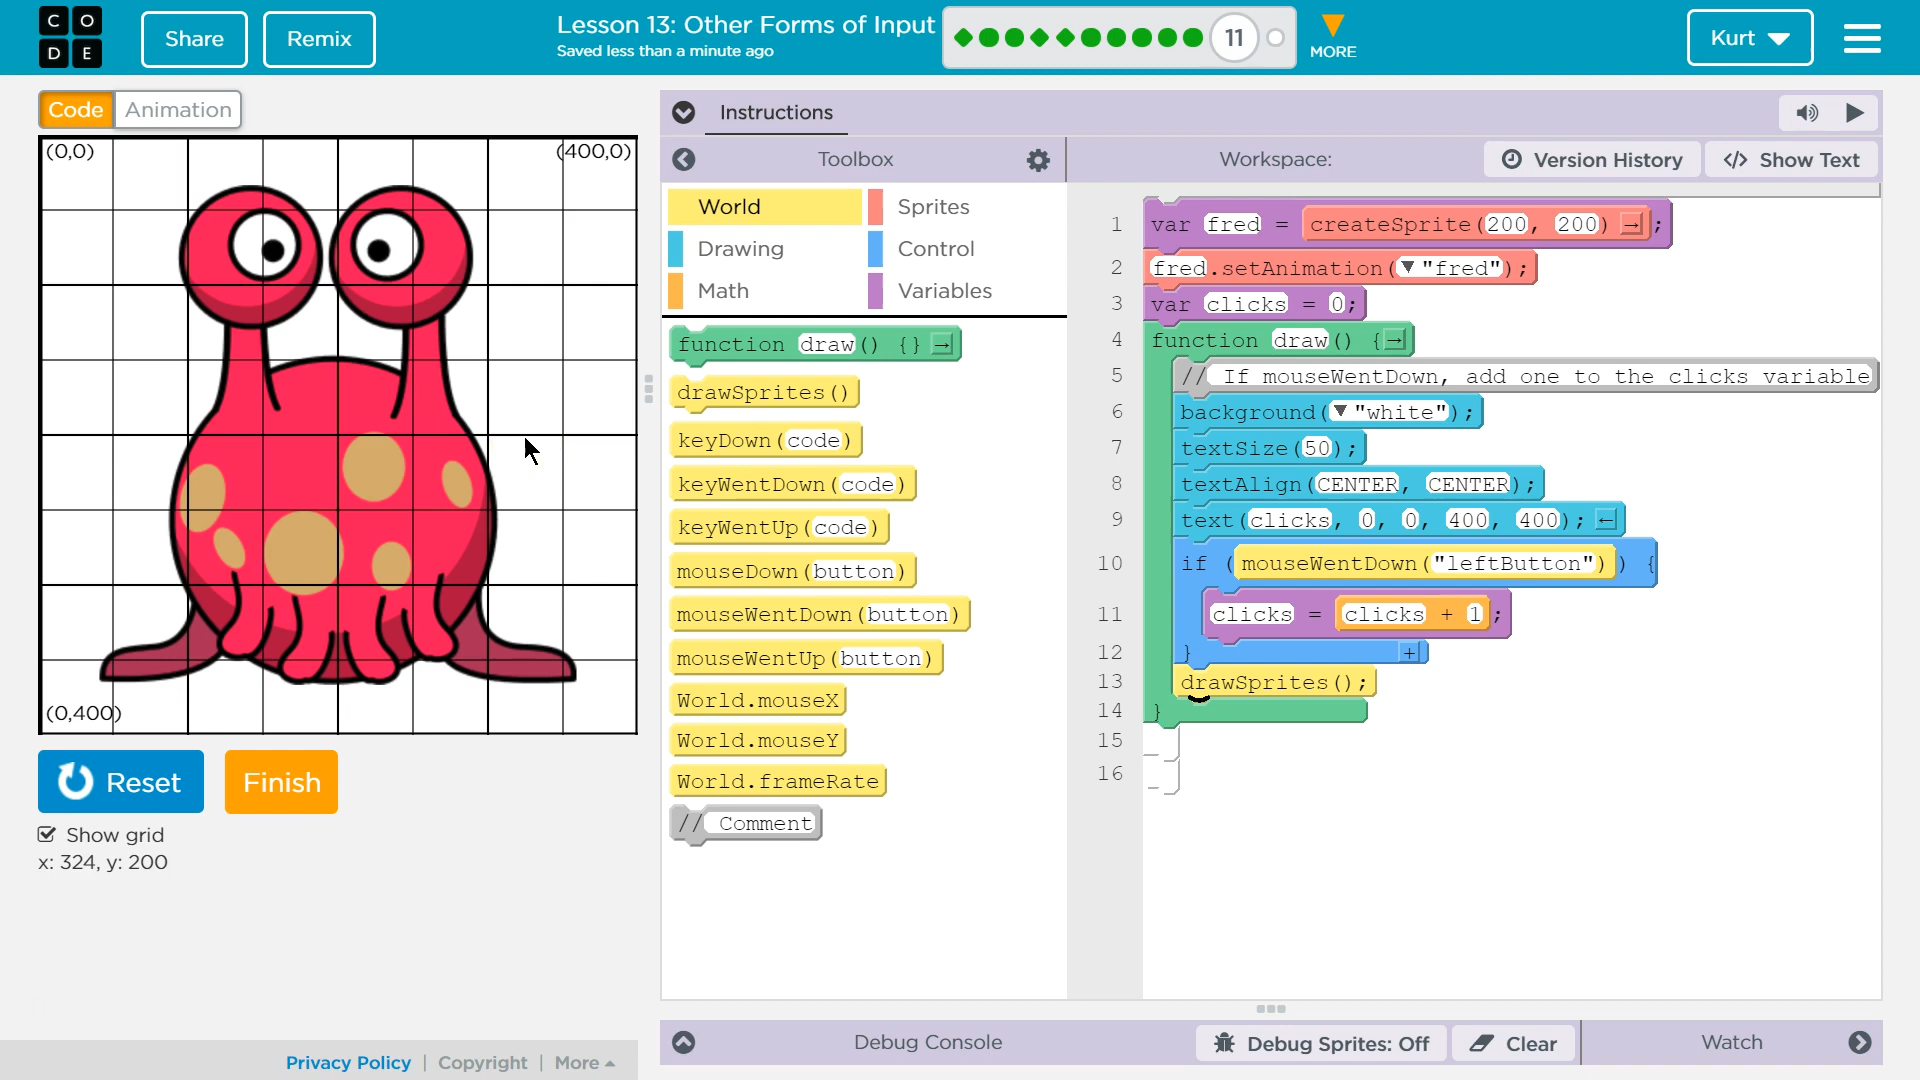 C O
D E
Share
Remix
Lesson 13: Other Forms of Input
Saved less than a minute ago
11
MORE
Kurt
Code
Animation
(0,0)
(400,0)
(0,400)
Reset
Finish
Show grid
x: 324, y: 200
Privacy Policy | Copyright | More
Instructions
Toolbox
Workspace:
Version History
</> Show Text
World
Sprites
Drawing
Control
Math
Variables
function draw() {} →
drawSprites()
keyDown(code)
keyWentDown(code)
keyWentUp(code)
mouseDown(button)
mouseWentDown(button)
mouseWentUp(button)
World.mouseX
World.mouseY
World.frameRate
// Comment
1 var fred = createSprite(200, 200) → ;
2 fred.setAnimation(▼ "fred");
3 var clicks = 0;
4 function draw() { →
5 // If mouseWentDown, add one to the clicks variable
6 background(▼ "white");
7 textSize(50);
8 textAlign(CENTER, CENTER);
9 text(clicks, 0, 0, 400, 400); ←
10 if (mouseWentDown("leftButton")) {
11 clicks = clicks + 1;
12 } +
13 drawSprites();
14 }
15
16
Debug Console
Debug Sprites: Off
Clear
Watch